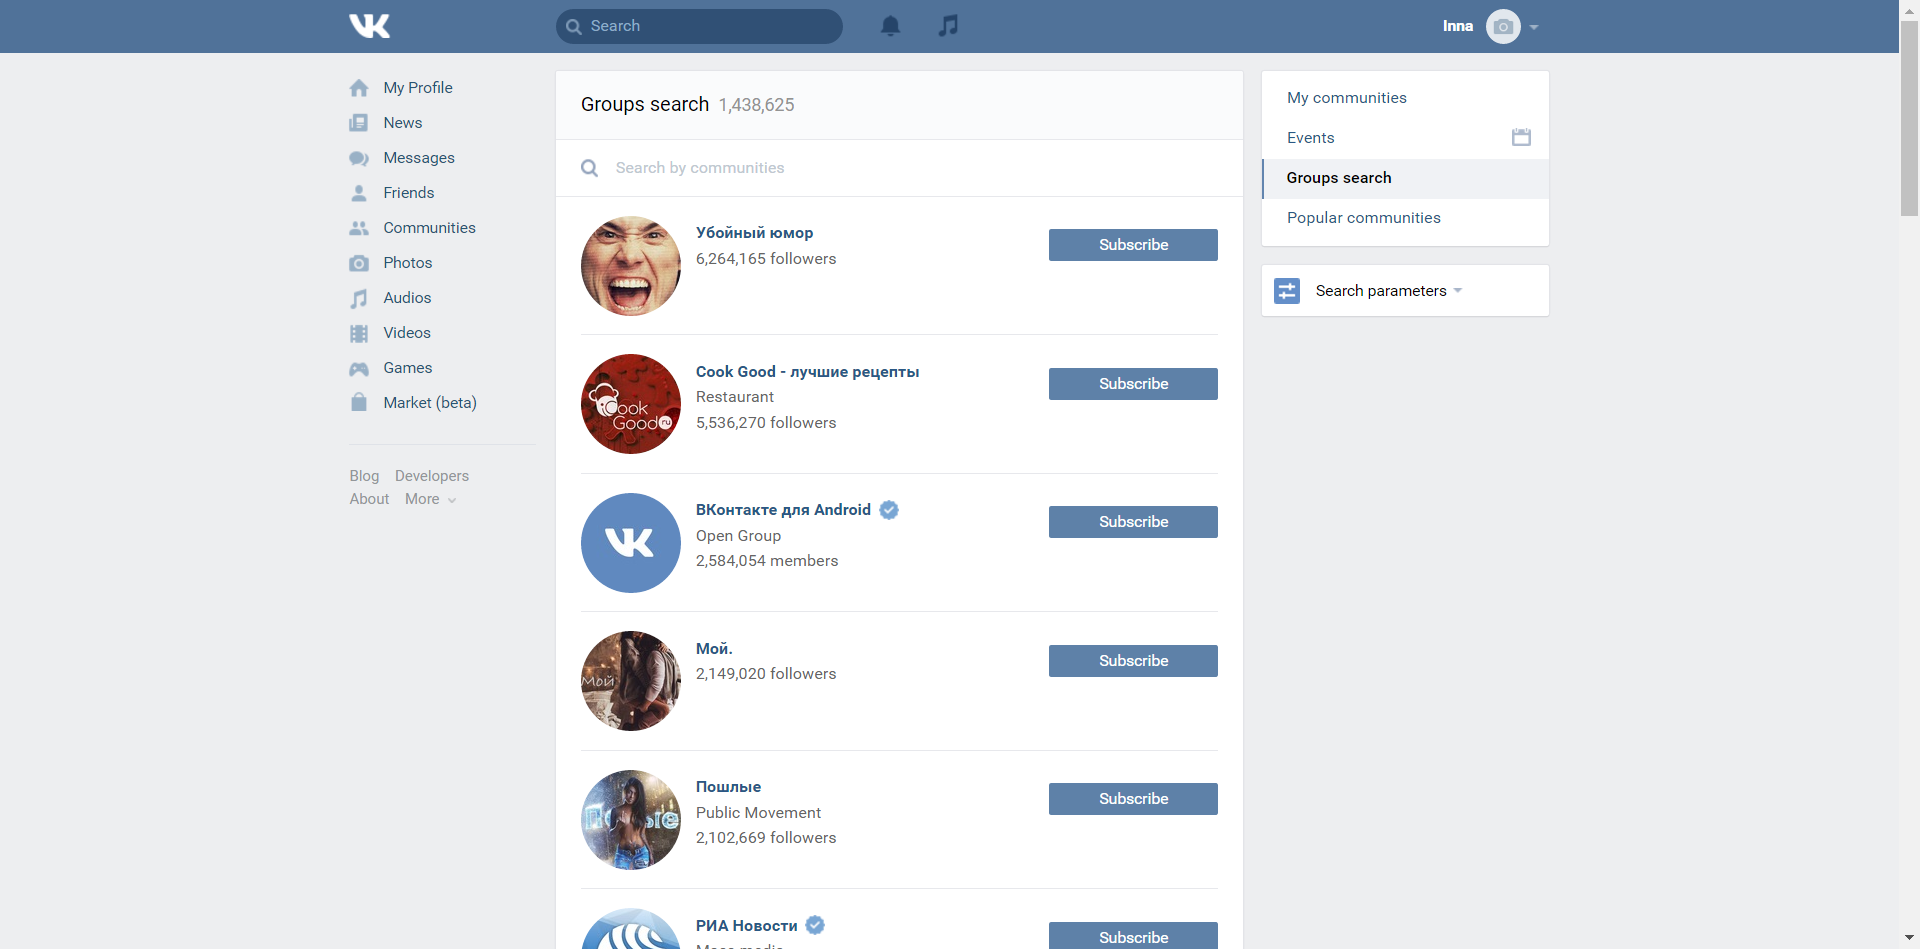 Search
Inna
My Profile
News
Messages
Friends
Communities
Photos
Audios
Videos
Games
Market (beta)
Blog Developers
About More
Groups search 1,438,625
Search by communities
Убойный юмор
6,264,165 followers
Subscribe
Cook Good - лучшие рецепты
Restaurant
5,536,270 followers
Subscribe
Cook
Good ru
ВКонтакте для Android
Open Group
2,584,054 members
Subscribe
Мой.
2,149,020 followers
Subscribe
Мой
Пошлые
Public Movement
2,102,669 followers
Subscribe
РИА Новости
Subscribe
My communities
Events
Groups search
Popular communities
Search parameters